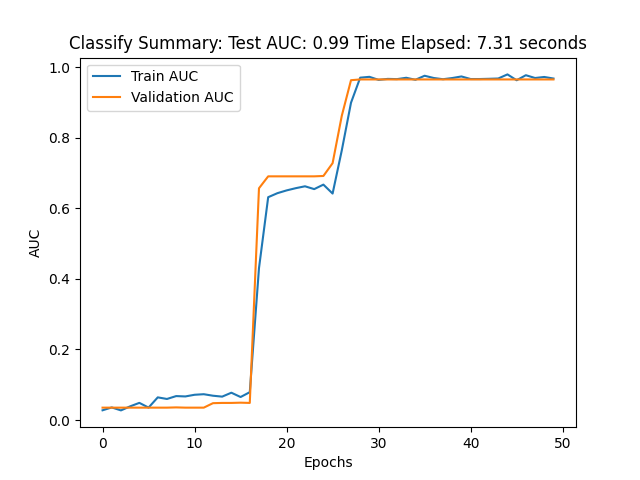 Classify Summary: Test AUC: 0.99 Time Elapsed: 7.31 seconds
Train AUC
Validation AUC
1.0
0.8
0.6
0.4
0.2
0.0
AUC
0 10 20 30 40 50
Epochs